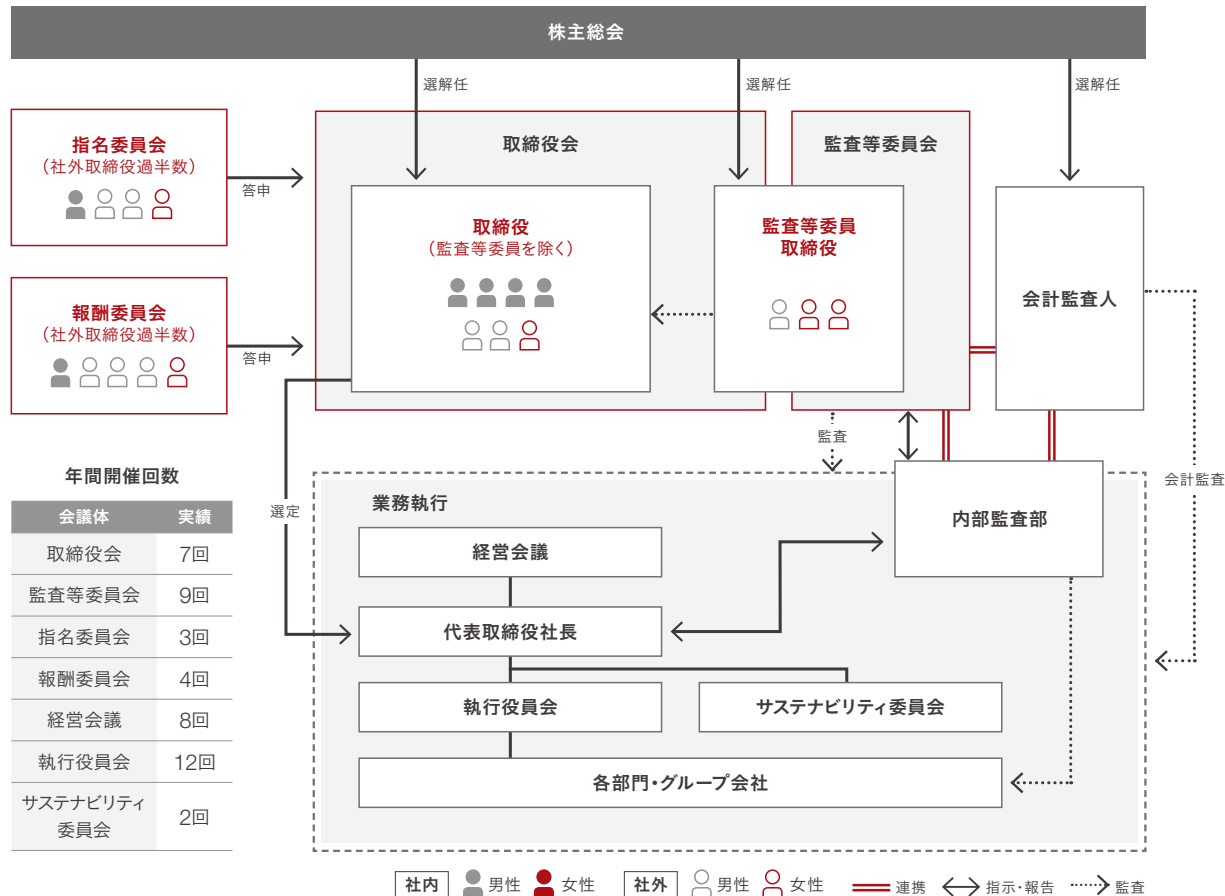 株主総会
選解任
選解任
選解任
指名委員会
（社外取締役過半数）
答申
報酬委員会
（社外取締役過半数）
答申
取締役会
監査等委員会
取締役
（監査等委員を除く）
監査等委員
取締役
会計監査人
監査
会計監査
選定
年間開催回数
会議体 実績
取締役会 7回
監査等委員会 9回
指名委員会 3回
報酬委員会 4回
経営会議 8回
執行役員会 12回
サステナビリティ
委員会 2回
業務執行
内部監査部
経営会議
代表取締役社長
執行役員会
サステナビリティ委員会
各部門・グループ会社
社内 男性 女性 社外 男性 女性 連携 指示・報告 監査